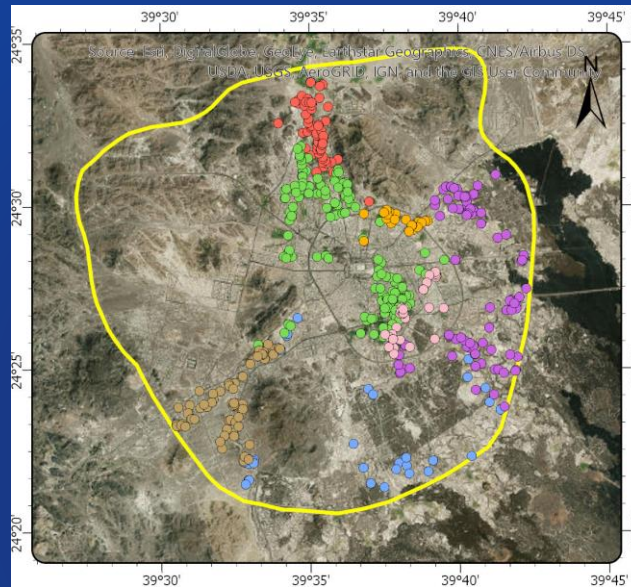 39°30' 39°35' 39°40' 39°45'
24°35'
Source: Esri, DigitalGlobe, GeoEye, Earthstar Geographics, CNES/Airbus DS,
USDA, USGS, AeroGRID, IGN, and the GIS User Community
N
24°30'
24°25'
24°20'
39°30' 39°35' 39°40' 39°45'